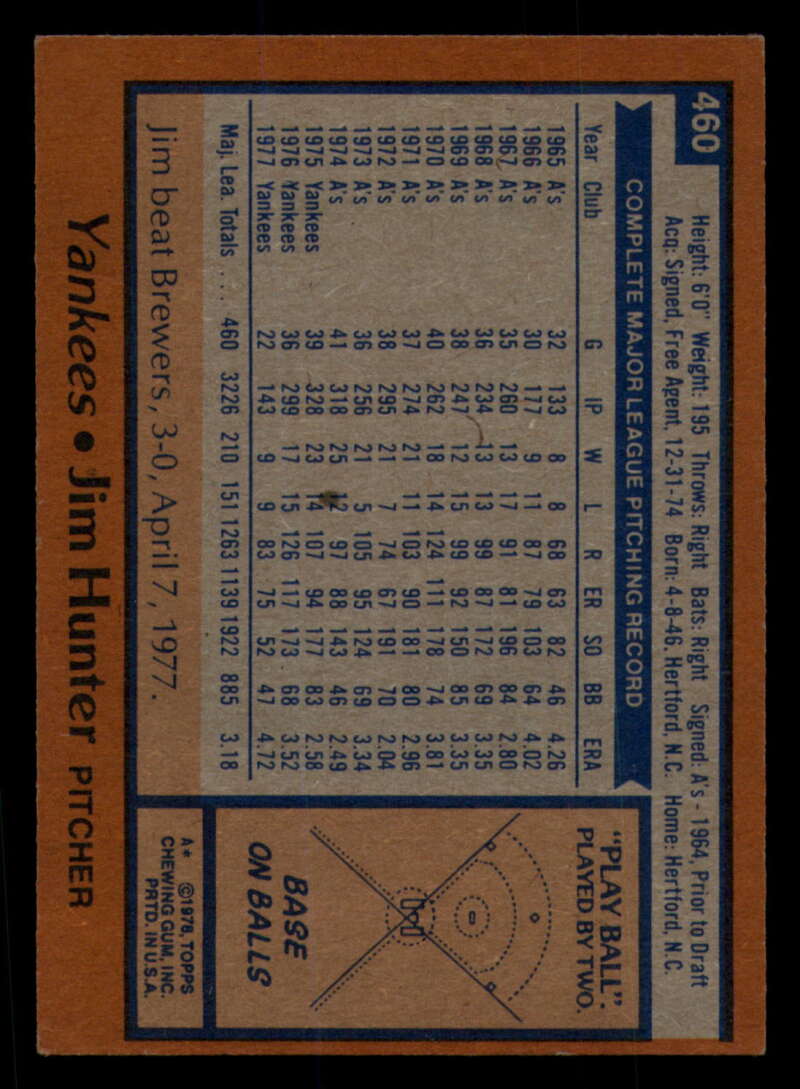 460
Height: 6'0" Weight: 195 Throws: Right Bats: Right Signed: A's - 1964, Prior to Draft
Acq: Signed, Free Agent, 12-31-74 Born: 4-8-46, Hertford, N.C. Home: Hertford, N.C.
COMPLETE MAJOR LEAGUE PITCHING RECORD
Year Club G IP W L R ER SO BB ERA
1965 A's 32 133 8 8 68 63 82 46 4.26
1966 A's 30 177 9 11 87 79 103 64 4.02
1967 A's 35 260 13 17 91 81 196 84 2.80
1968 A's 36 234 13 13 99 87 172 69 3.35
1969 A's 38 247 12 15 99 92 150 85 3.35
1970 A's 40 262 18 14 124 111 178 74 3.81
1971 A's 37 274 21 11 103 90 181 80 2.96
1972 A's 38 295 21 7 74 67 191 70 2.04
1973 A's 36 256 21 5 105 95 124 69 3.34
1974 A's 41 318 25 12 97 88 143 46 2.49
1975 Yankees 39 328 23 14 107 94 177 83 2.58
1976 Yankees 36 299 17 15 126 117 173 68 3.52
1977 Yankees 22 143 9 9 83 75 52 47 4.72
Maj. Lea. Totals ... 460 3226 210 151 1263 1139 1922 885 3.18
Jim beat Brewers, 3-0, April 7, 1977.
"PLAY BALL":
PLAYED BY TWO.
BASE
ON BALLS
A* ©1978, TOPPS
CHEWING GUM, INC.
PRTD. IN U.S.A.
Yankees • Jim Hunter PITCHER